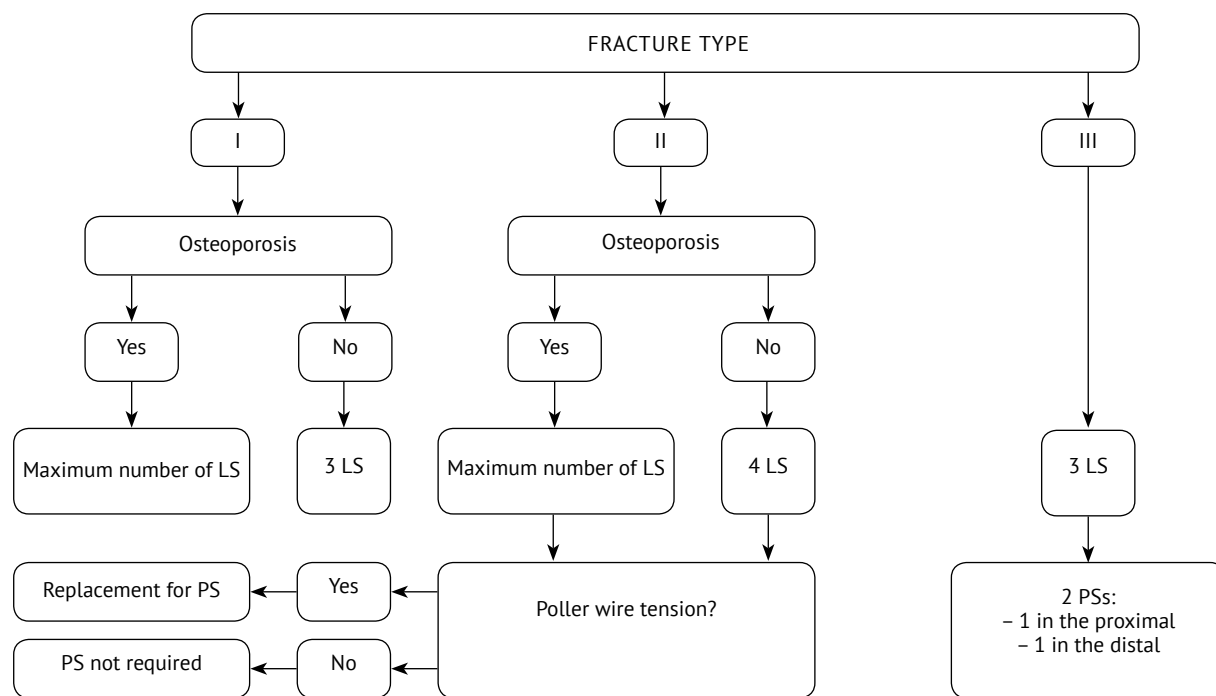 FRACTURE TYPE
I
II
III
Osteoporosis
Osteoporosis
Yes
No
Yes
No
Maximum number of LS
3 LS
Maximum number of LS
4 LS
3 LS
Replacement for PS
Yes
Poller wire tension?
2 PSs:
– 1 in the proximal
– 1 in the distal
PS not required
No